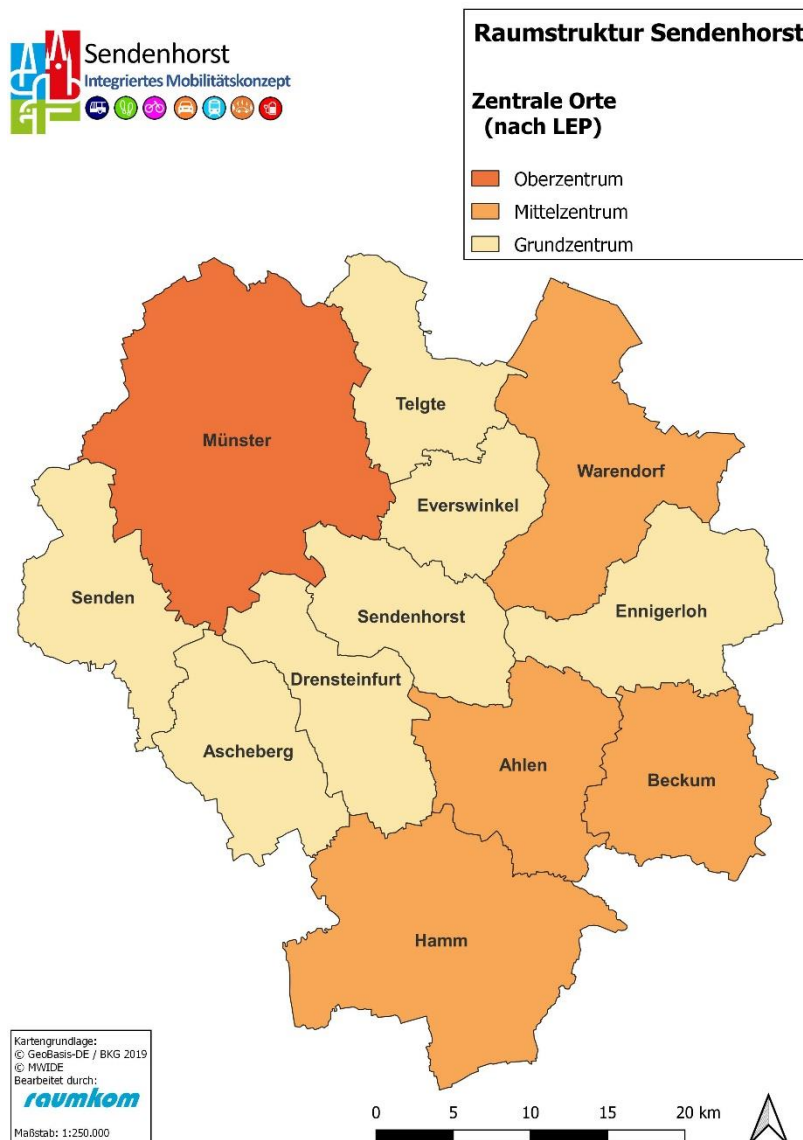 Sendenhorst
Integriertes Mobilitätskonzept
Raumstruktur Sendenhorst
Zentrale Orte
(nach LEP)
Oberzentrum
Mittelzentrum
Grundzentrum
Telgte
Münster
Warendorf
Everswinkel
Senden
Ennigerloh
Sendenhorst
Drensteinfurt
Ascheberg
Ahlen
Beckum
Hamm
Kartengrundlage:
© GeoBasis-DE / BKG 2019
© MWIDE
Bearbeitet durch:
raumkom
Maßstab: 1:250.000
0 5 10 15 20 km